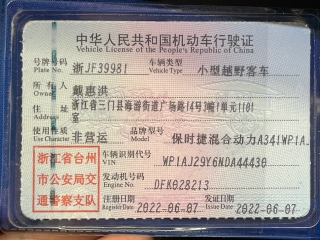 中华人民共和国机动车行驶证
Vehicle License of the People's Republic of China
号牌号码 Plate No. 浙JF39981 车辆类型 Vehicle Type 小型越野客车
所有人 Owner 戴惠洪
住址 Address 浙江省三门县海游街道广场路14号3幢1单元1101室
使用性质 Use Character 非营运 品牌型号 Model 保时捷混合动力A341WP1A
浙江省台州
市公安局交
通警察支队
车辆识别代号 VIN WP1AJ29Y6NDA44430
发动机号码 Engine No. DFK028213
注册日期 Register Date 2022-06-07 发证日期 Issue Date 2022-06-07